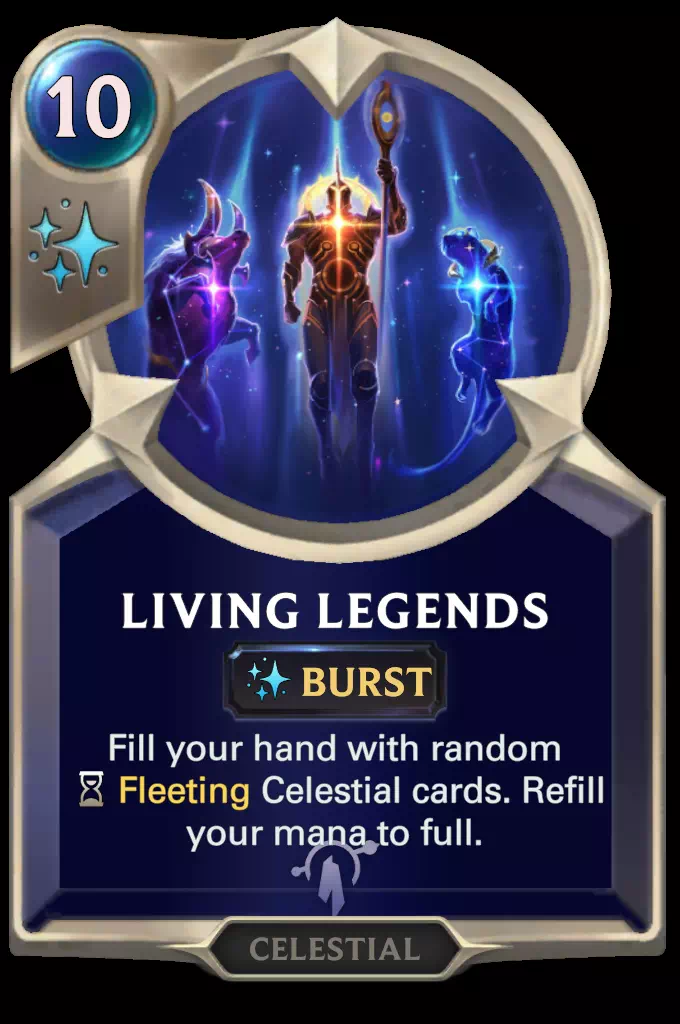 10
LIVING LEGENDS
BURST
Fill your hand with random
Fleeting Celestial cards. Refill
your mana to full.
CELESTIAL